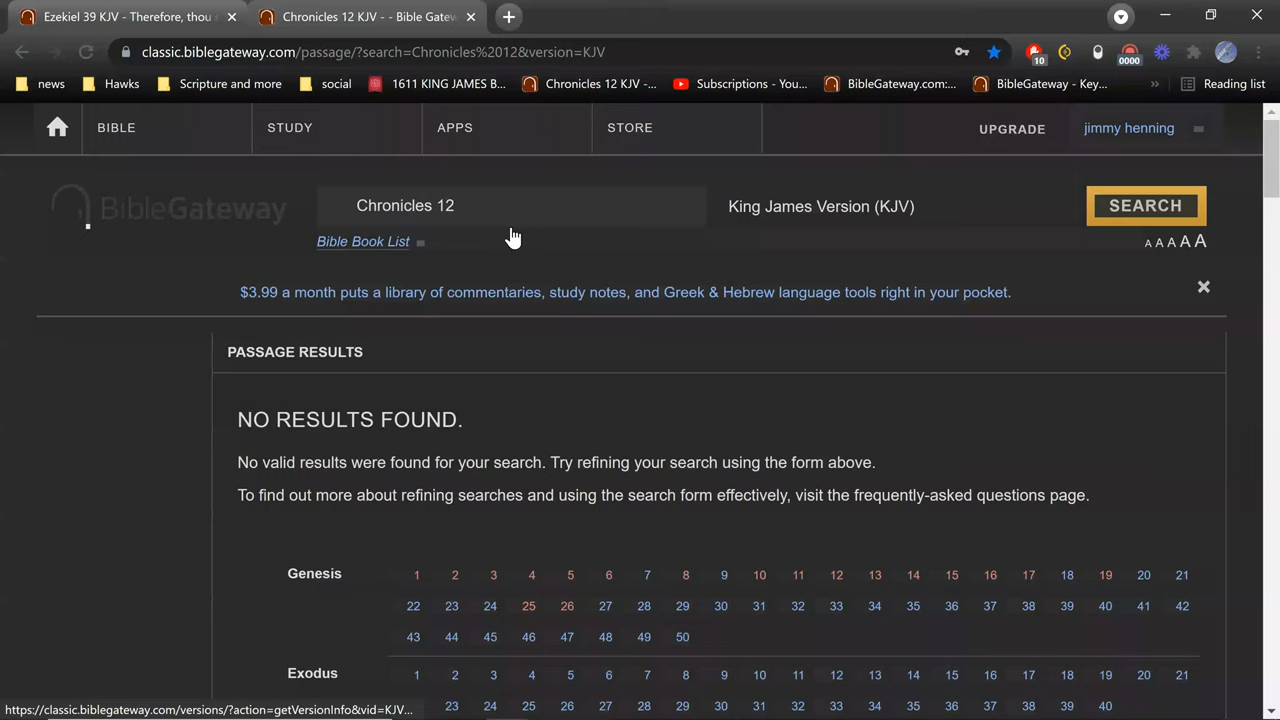 Ezekiel 39 KJV - Therefore, thou
Chronicles 12 KJV - - Bible Gatew
classic.biblegateway.com/passage/?search=Chronicles%2012&version=KJV
10
0000
news
Hawks
Scripture and more
social
1611 KING JAMES B...
Chronicles 12 KJV -...
Subscriptions - You...
BibleGateway.com:...
BibleGateway - Key...
»
Reading list
BIBLE
STUDY
APPS
STORE
UPGRADE
jimmy henning
BibleGateway
Chronicles 12
King James Version (KJV)
SEARCH
Bible Book List
A A A A A
$3.99 a month puts a library of commentaries, study notes, and Greek & Hebrew language tools right in your pocket.
PASSAGE RESULTS
NO RESULTS FOUND.
No valid results were found for your search. Try refining your search using the form above.
To find out more about refining searches and using the search form effectively, visit the frequently-asked questions page.
Genesis 1 2 3 4 5 6 7 8 9 10 11 12 13 14 15 16 17 18 19 20 21
22 23 24 25 26 27 28 29 30 31 32 33 34 35 36 37 38 39 40 41 42
43 44 45 46 47 48 49 50
Exodus 1 2 3 4 5 6 7 8 9 10 11 12 13 14 15 16 17 18 19 20 21
23 24 25 26 27 28 29 30 31 32 33 34 35 36 37 38 39 40
https://classic.biblegateway.com/versions/?action=getVersionInfo&vid=KJV...